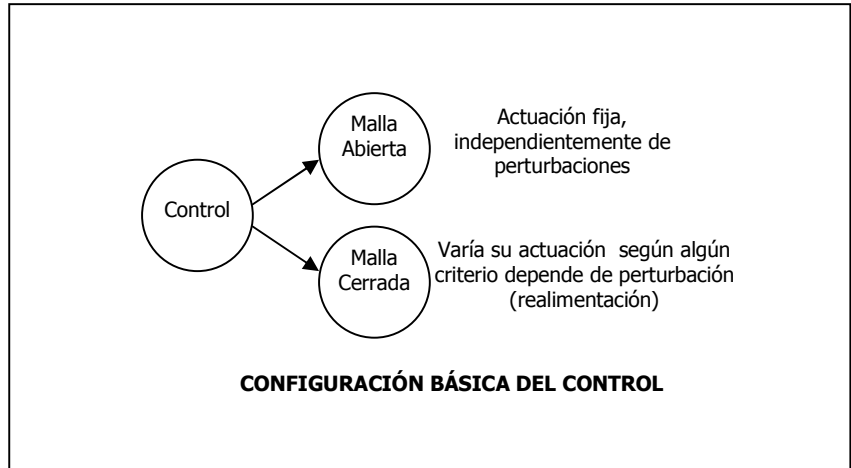 Malla
Abierta
Actuación fija,
independientemente de
perturbaciones
Control
Malla
Cerrada
Varía su actuación según algún
criterio depende de perturbación
(realimentación)
CONFIGURACIÓN BÁSICA DEL CONTROL